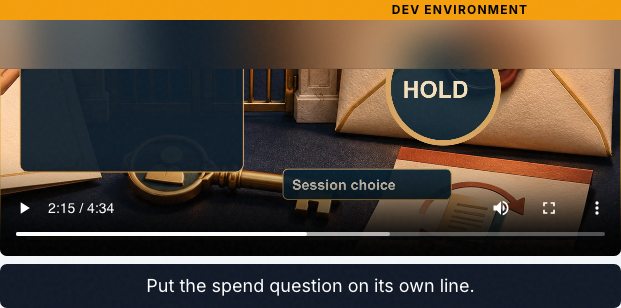 DEV ENVIRONMENT
HOLD
Session choice
2:15 / 4:34
Put the spend question on its own line.